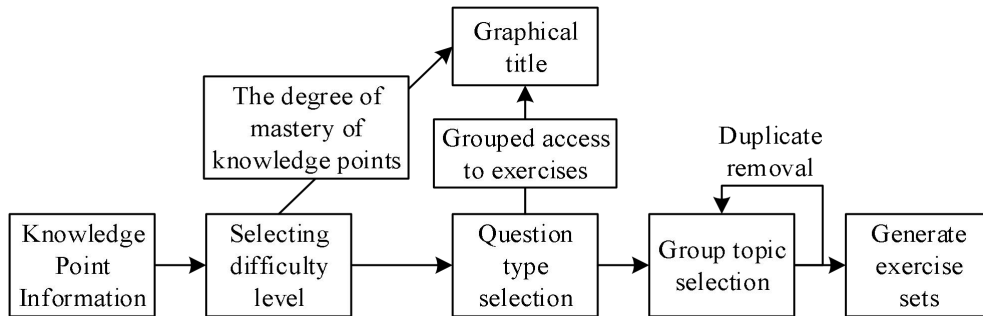 Graphical
title
The degree of
mastery of
knowledge points
Grouped access
to exercises
Duplicate
removal
Knowledge
Point
Information
Selecting
difficulty
level
Question
type
selection
Group topic
selection
Generate
exercise
sets